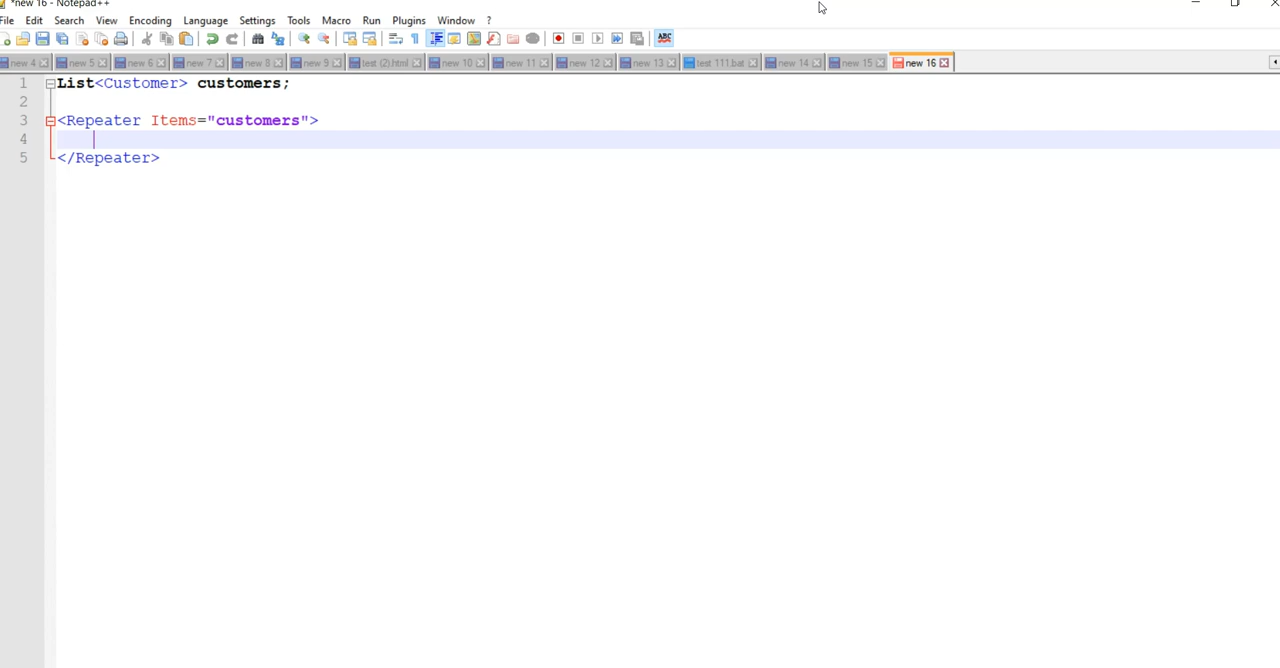 *new 16 - Notepad++
File Edit Search View Encoding Language Settings Tools Macro Run Plugins Window ?
ABC
new 4 new 5 new 6 new 7 new 8 new 9 test (2).html new 10 new 11 new 12 new 13 test 111.bat new 14 new 15 new 16
1 List<Customer> customers;
2
3 <Repeater Items="customers">
4
5 </Repeater>